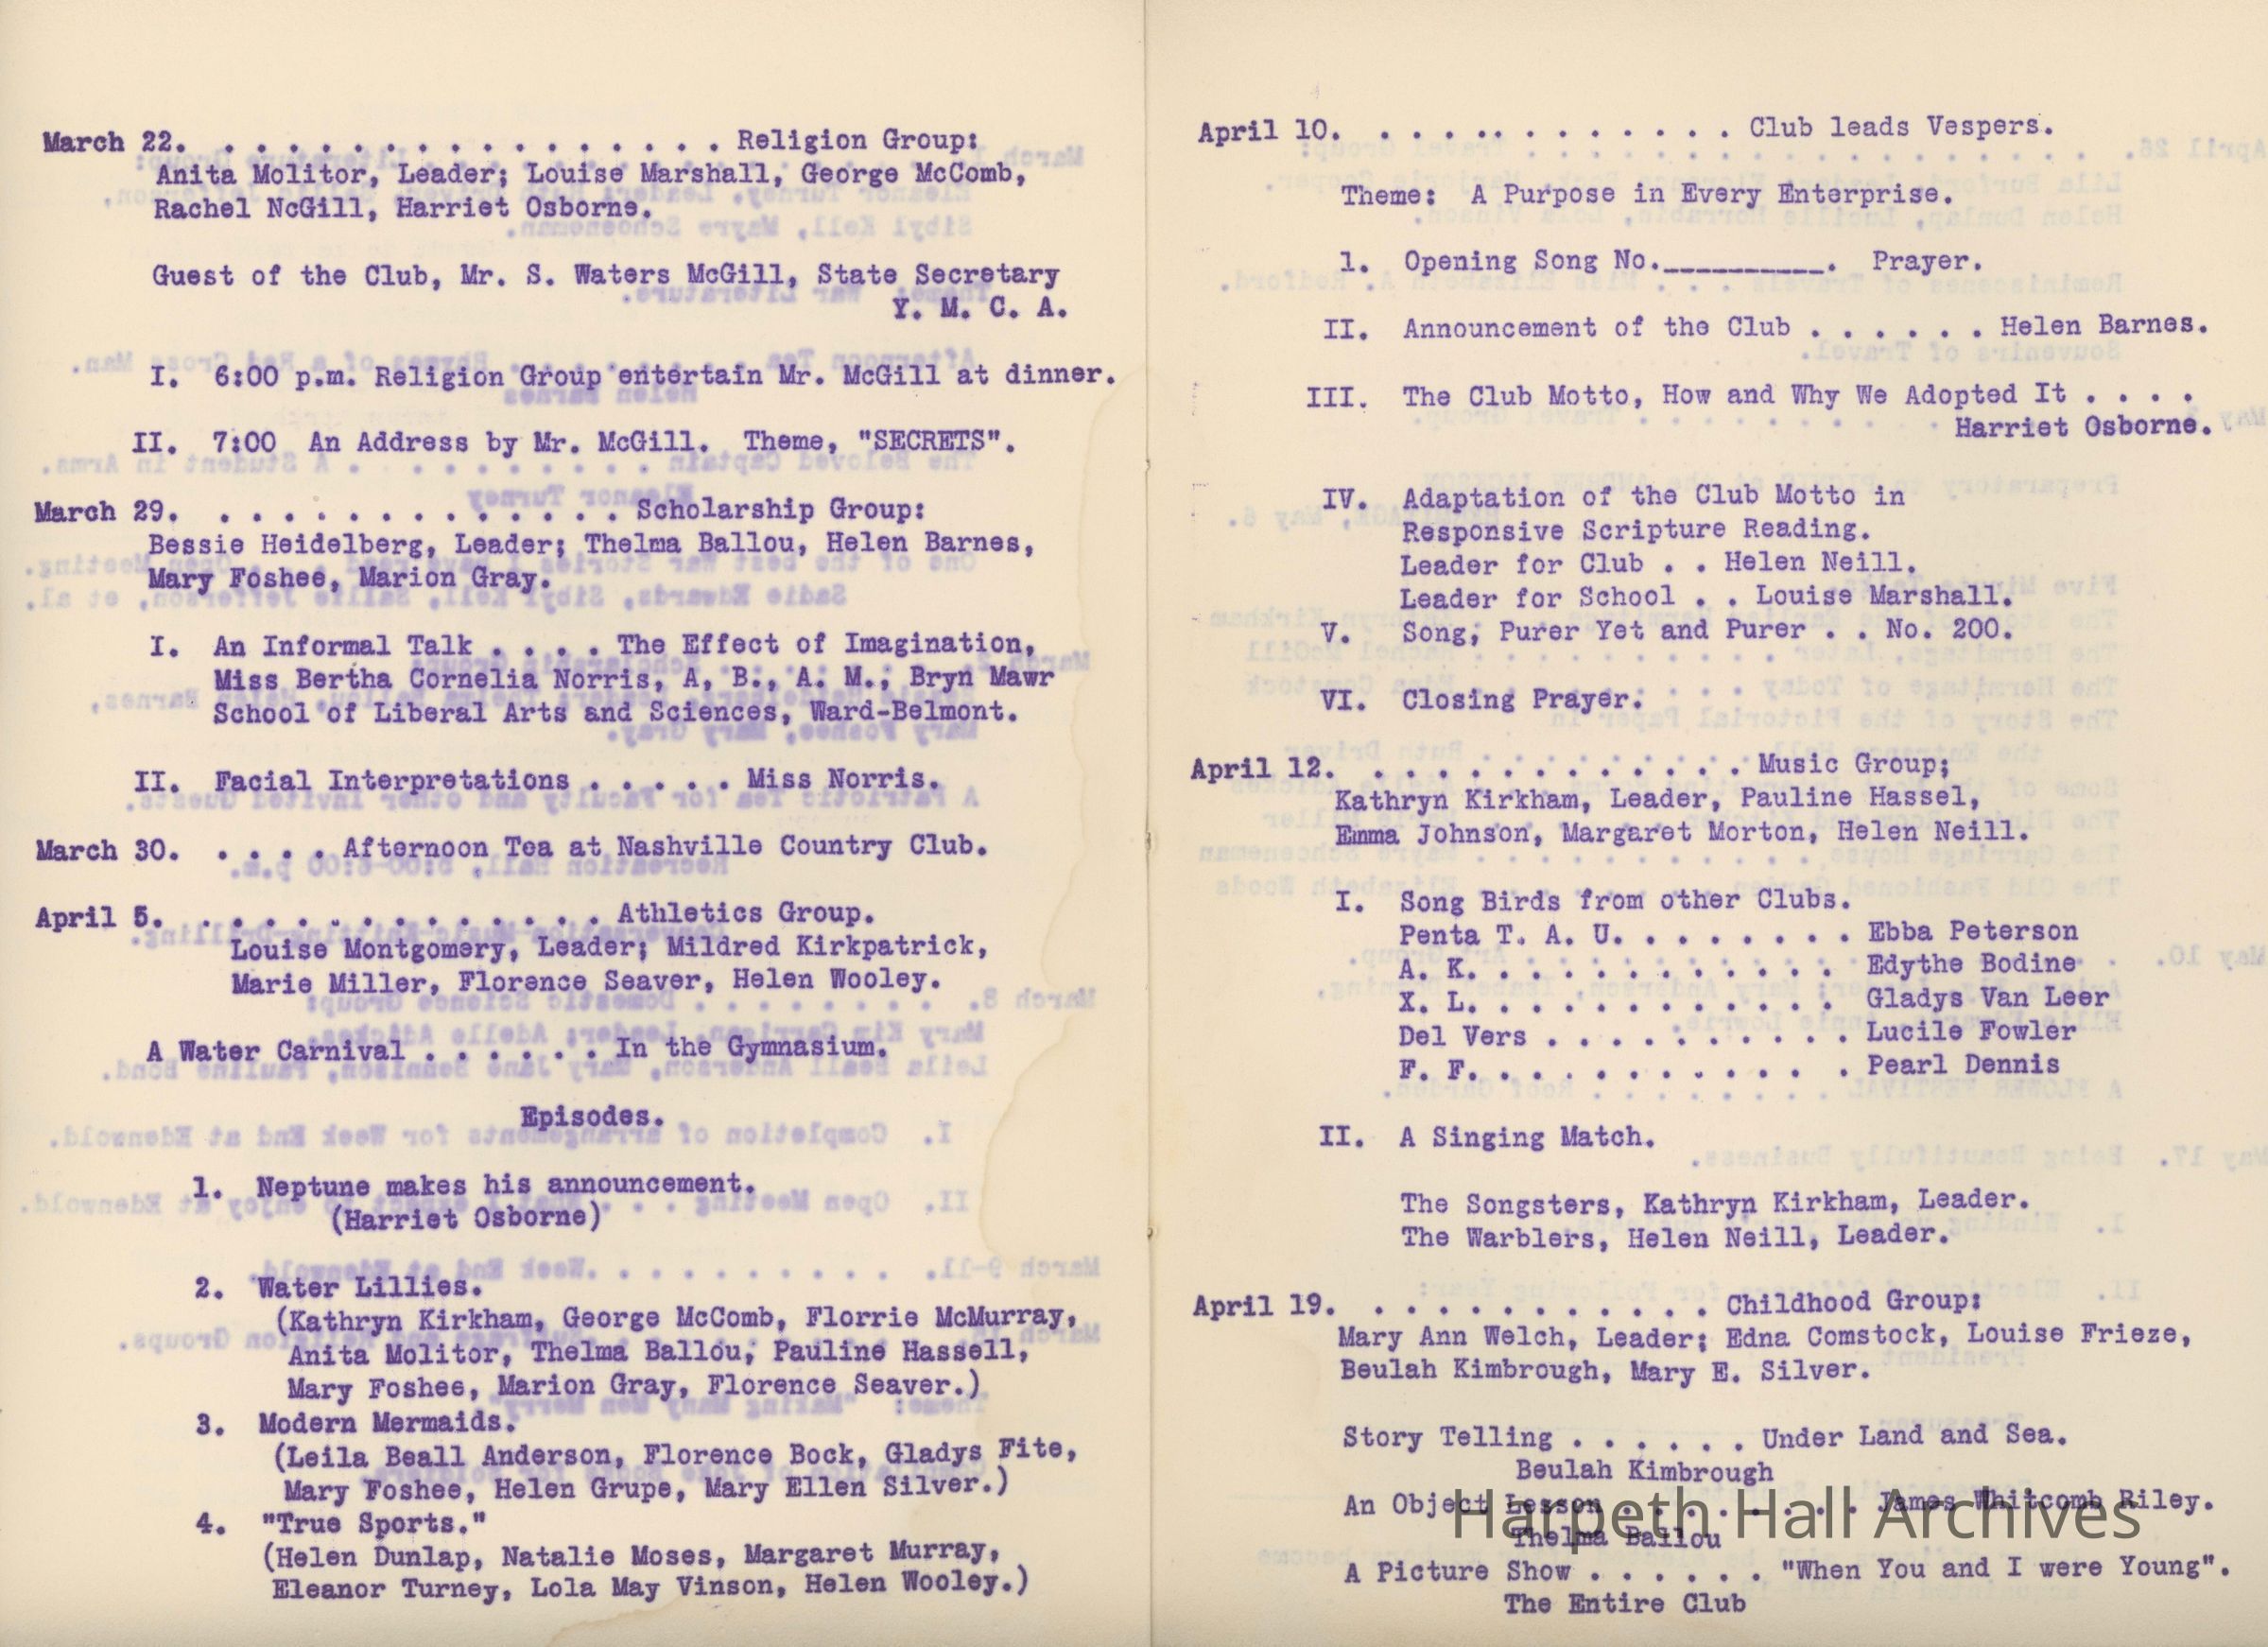 March 22. . . . . . . . . . . . . . . . . Religion Group:
Anita Molitor, Leader; Louise Marshall, George McComb,
Rachel NcGill, Harriet Osborne.
Guest of the Club, Mr. S. Waters McGill, State Secretary
Y. M. C. A.
I. 6:00 p.m. Religion Group entertain Mr. McGill at dinner.
II. 7:00 An Address by Mr. McGill. Theme, "SECRETS".
March 29. . . . . . . . . . . . . . Scholarship Group:
Bessie Heidelberg, Leader; Thelma Ballou, Helen Barnes,
Mary Foshee, Marion Gray.
I. An Informal Talk . . . . The Effect of Imagination,
Miss Bertha Cornelia Norris, A, B., A. M., Bryn Mawr
School of Liberal Arts and Sciences, Ward-Belmont.
II. Facial Interpretations . . . . . Miss Norris.
March 30. . . . . Afternoon Tea at Nashville Country Club.
April 5. . . . . . . . . . . . . . Athletics Group.
Louise Montgomery, Leader; Mildred Kirkpatrick,
Marie Miller, Florence Seaver, Helen Wooley.
A Water Carnival . . . . . . In the Gymnasium.
Episodes.
1. Neptune makes his announcement.
(Harriet Osborne)
2. Water Lillies.
(Kathryn Kirkham, George McComb, Florrie McMurray,
Anita Molitor, Thelma Ballou, Pauline Hassell,
Mary Foshee, Marion Gray, Florence Seaver.)
3. Modern Mermaids.
(Leila Beall Anderson, Florence Bock, Gladys Fite,
Mary Foshee, Helen Grupe, Mary Ellen Silver.)
4. "True Sports."
(Helen Dunlap, Natalie Moses, Margaret Murray,
Eleanor Turney, Lola May Vinson, Helen Wooley.)
April 10. . . . . . . . . . . . Club leads Vespers.
Theme: A Purpose in Every Enterprise.
1. Opening Song No.__________. Prayer.
II. Announcement of the Club . . . . . . Helen Barnes.
III. The Club Motto, How and Why We Adopted It . . . .
Harriet Osborne.
IV. Adaptation of the Club Motto in
Responsive Scripture Reading.
Leader for Club . . Helen Neill.
Leader for School . . Louise Marshall.
V. Song, Purer Yet and Purer . . No. 200.
VI. Closing Prayer.
April 12. . . . . . . . . . . . . Music Group;
Kathryn Kirkham, Leader, Pauline Hassel,
Emma Johnson, Margaret Morton, Helen Neill.
I. Song Birds from other Clubs.
Penta T. A. U. . . . . . . . Ebba Peterson
A. K. . . . . . . . . . . . Edythe Bodine
X. L. . . . . . . . . . . . Gladys Van Leer
Del Vers . . . . . . . . . . Lucile Fowler
F. F. . . . . . . . . . . . Pearl Dennis
II. A Singing Match.
The Songsters, Kathryn Kirkham, Leader.
The Warblers, Helen Neill, Leader.
April 19. . . . . . . . . . . . Childhood Group:
Mary Ann Welch, Leader; Edna Comstock, Louise Frieze,
Beulah Kimbrough, Mary E. Silver.
Story Telling . . . . . . Under Land and Sea.
Beulah Kimbrough
An Object Lesson . . . . . . . . James Whitcomb Riley.
Harpeth Hall Archives
Thelma Ballou
A Picture Show . . . . . . "When You and I were Young".
The Entire Club